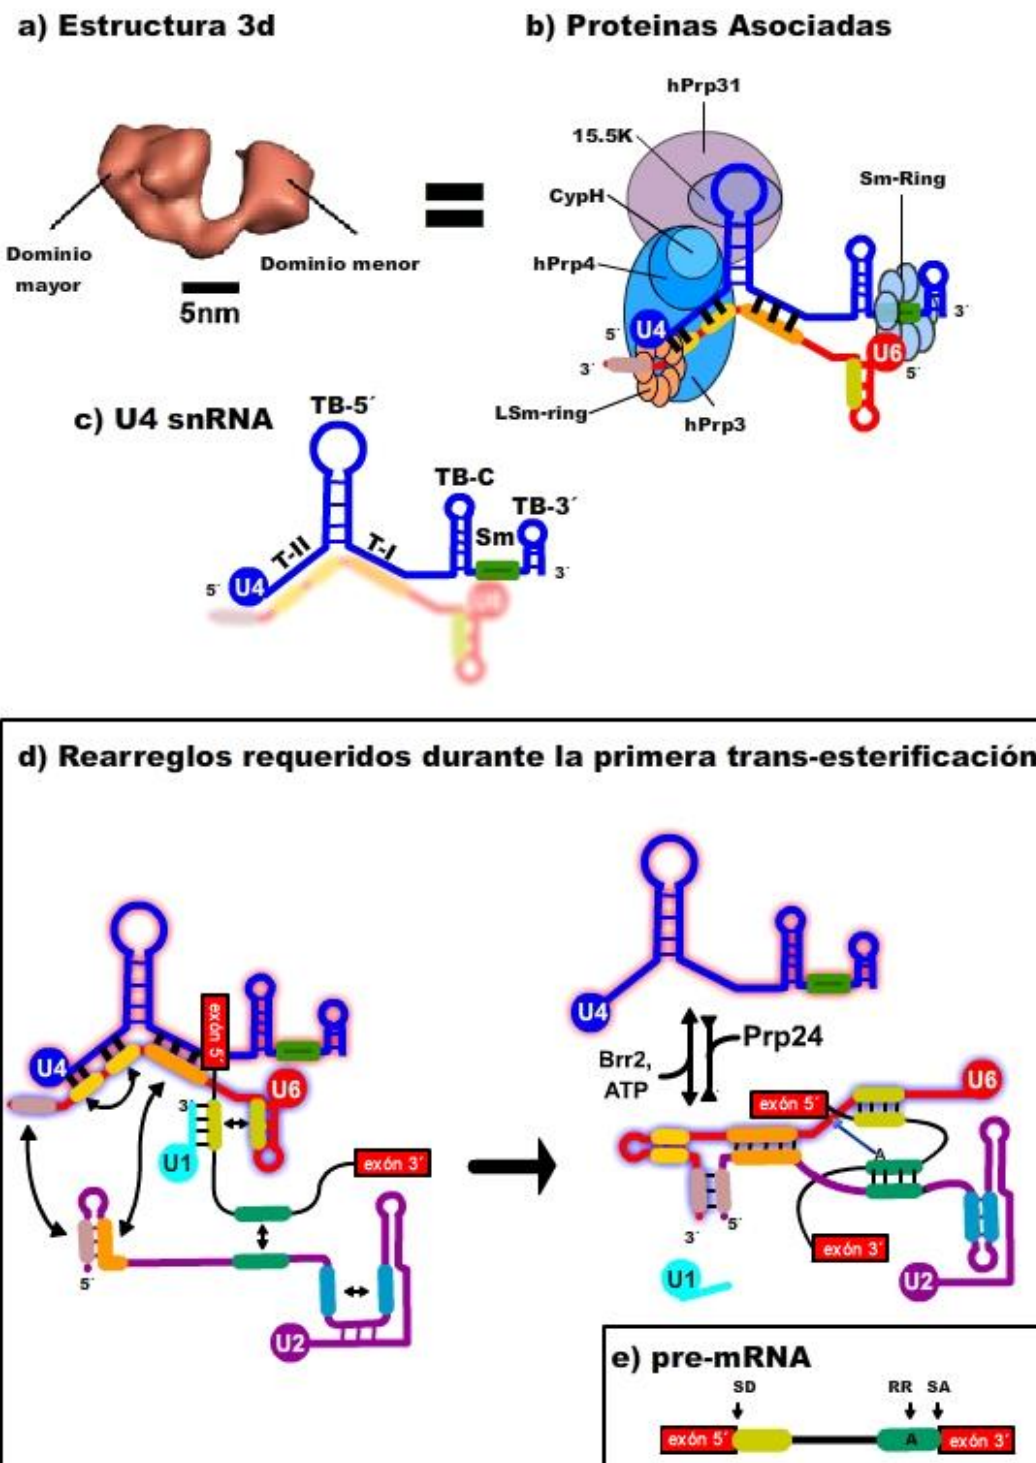 a) Estructura 3d
b) Proteinas Asociadas
hPrp31
15.5K
CypH
Sm-Ring
hPrp4
Dominio
mayor
Dominio menor
5nm
5´
U4
3´
3´
U6
5´
LSm-ring
hPrp3
c) U4 snRNA
TB-5´
TB-C
TB-3´
T-II
T-I
Sm
5´
U4
3´
U6
d) Rearreglos requeridos durante la primera trans-esterificación
U4
exón 5´
U6
3´
U1
exón 3´
5´
U2
U4
Brr2,
ATP
Prp24
exón 5´
U6
A
3´
5´
exón 3´
U1
U2
e) pre-mRNA
SD
RR
SA
exón 5´
A
exón 3´